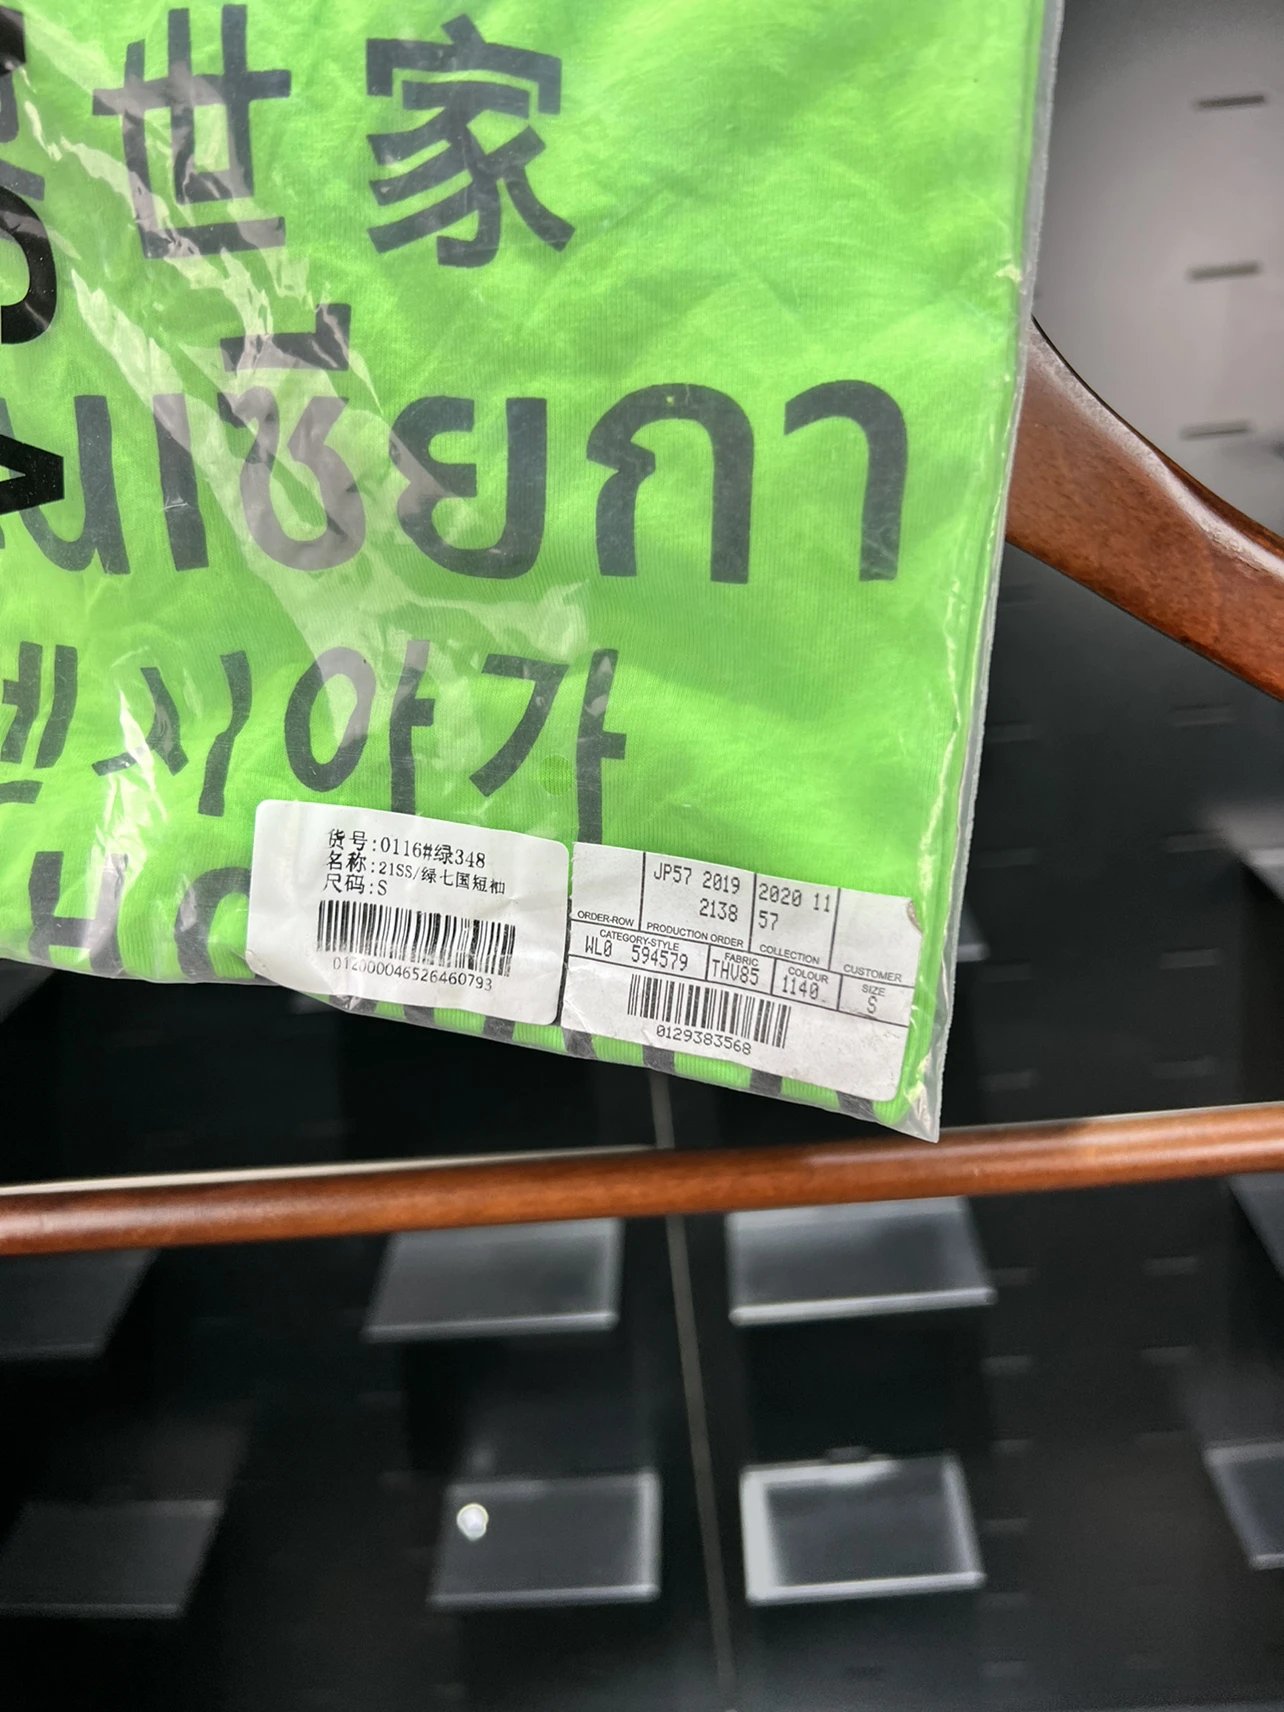 世家
นเซียกา
시아가
货号:0116#绿348
名称:21SS/绿七国短袖
尺码:S
012000046526460793
JP57 2019 2138
2020 11 57
ORDER-ROW PRODUCTION ORDER COLLECTION CUSTOMER
CATEGORY-STYLE FABRIC COLOUR SIZE
WL0 594579 THV85 1140 S
0129383568